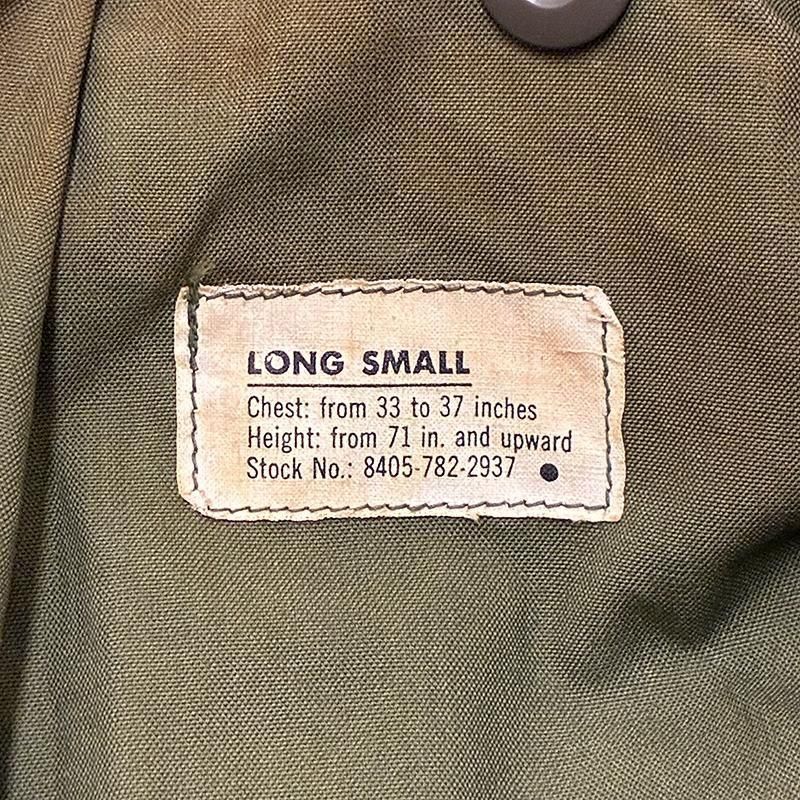 LONG SMALL
Chest: from 33 to 37 inches
Height: from 71 in. and upward
Stock No.: 8405-782-2937 ●